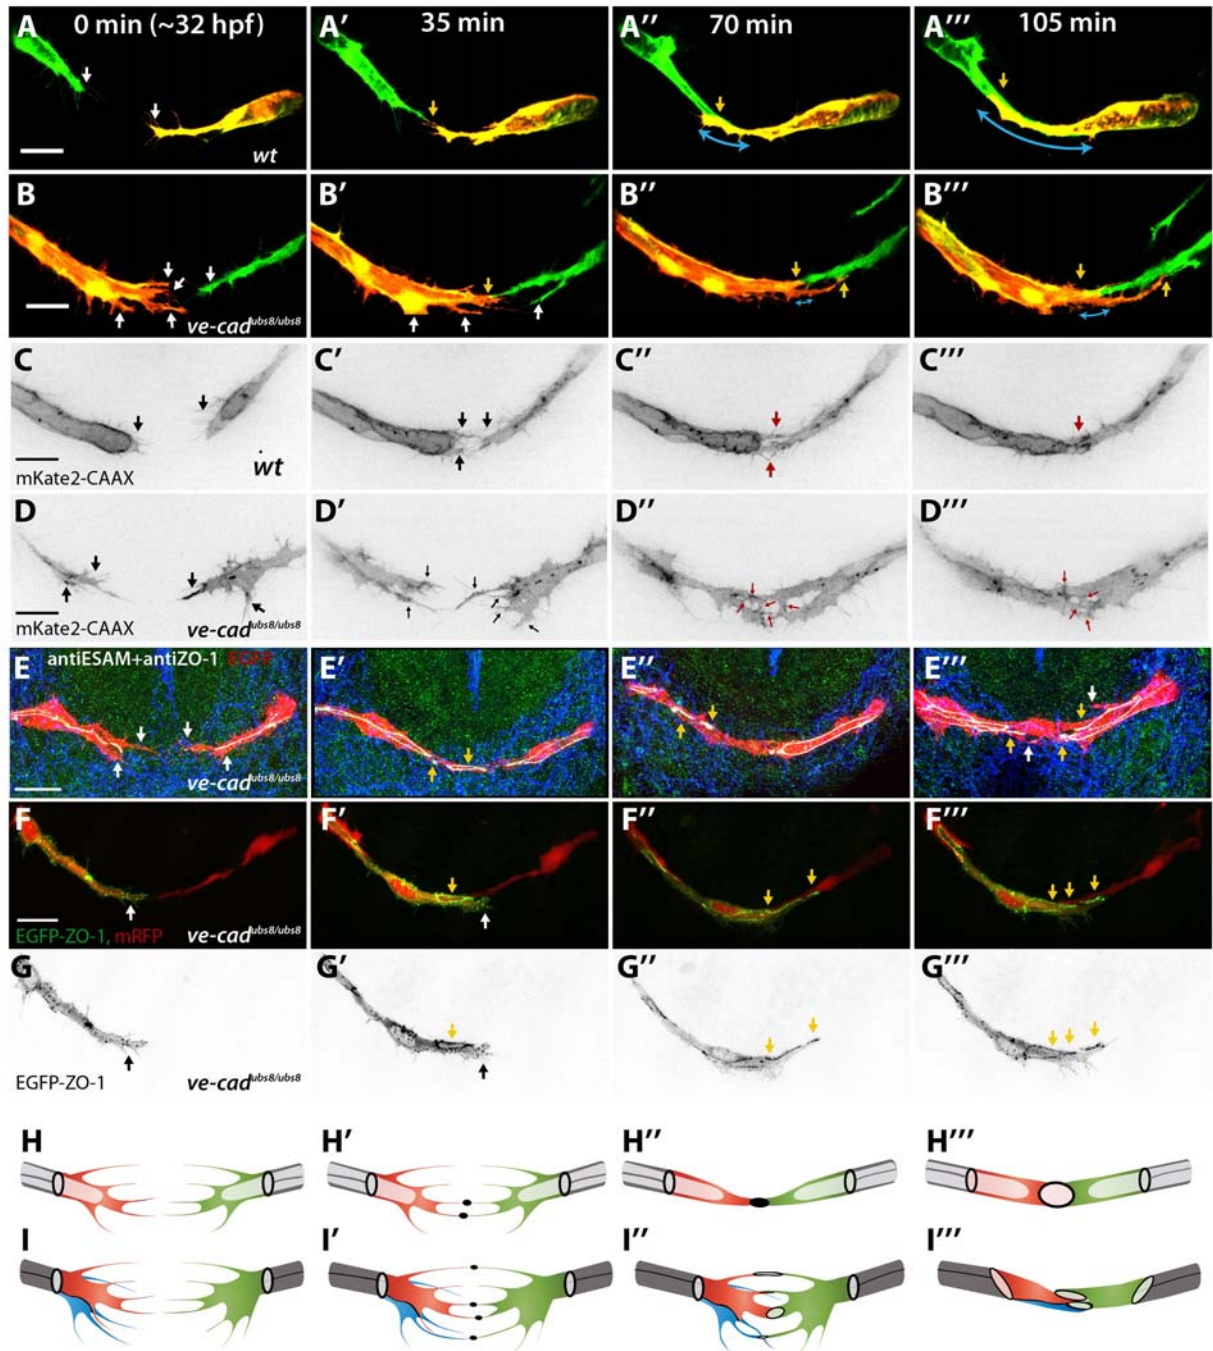 A 0 min (~32 hpf) A′ 35 min A″ 70 min A‴ 105 min
wt
B B′ B″ B‴
ve-cad ubs8/ubs8
C C′ C″ C‴
wt
mKate2-CAAX
D D′ D″ D‴
mKate2-CAAX ve-cad ubs8/ubs8
antiESAM+antiZO-1 EGFP
E E′ E″ E‴
ve-cad ubs8/ubs8
F F′ F″ F‴
EGFP-ZO-1, mRFP ve-cad ubs8/ubs8
G G′ G″ G‴
EGFP-ZO-1 ve-cad ubs8/ubs8
H H′ H″ H‴
I I′ I″ I‴